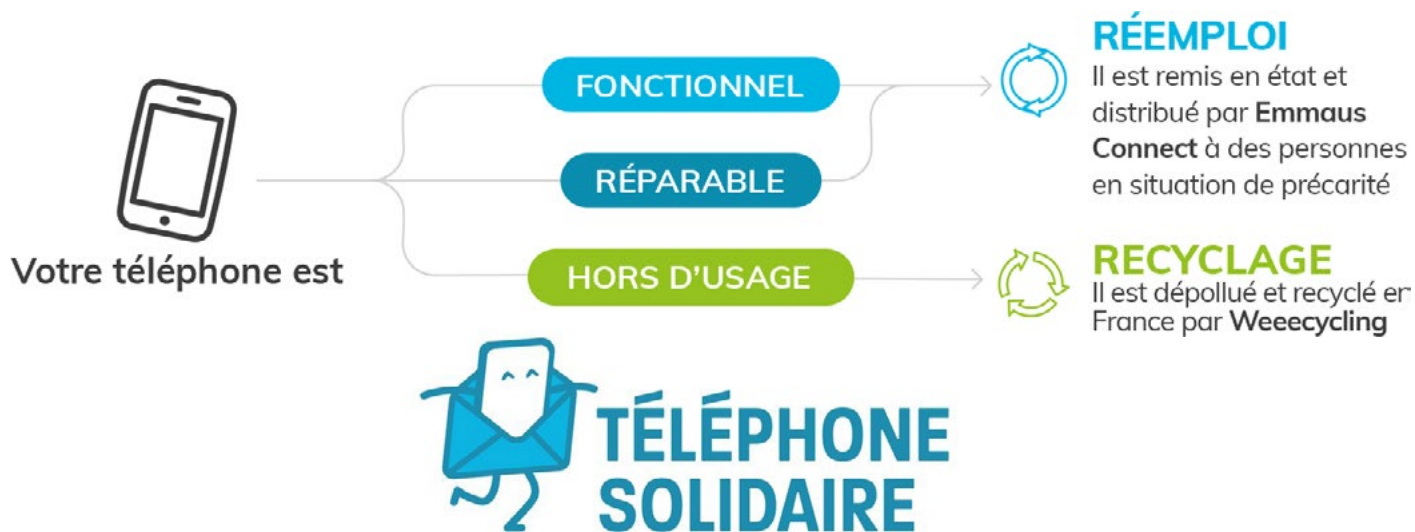 Votre téléphone est
FONCTIONNEL
RÉPARABLE
HORS D'USAGE
RÉEMPLOI
Il est remis en état et
distribué par Emmaus
Connect à des personnes
en situation de précarité
RECYCLAGE
Il est dépollué et recyclé en
France par Weeecycling
TÉLÉPHONE
SOLIDAIRE